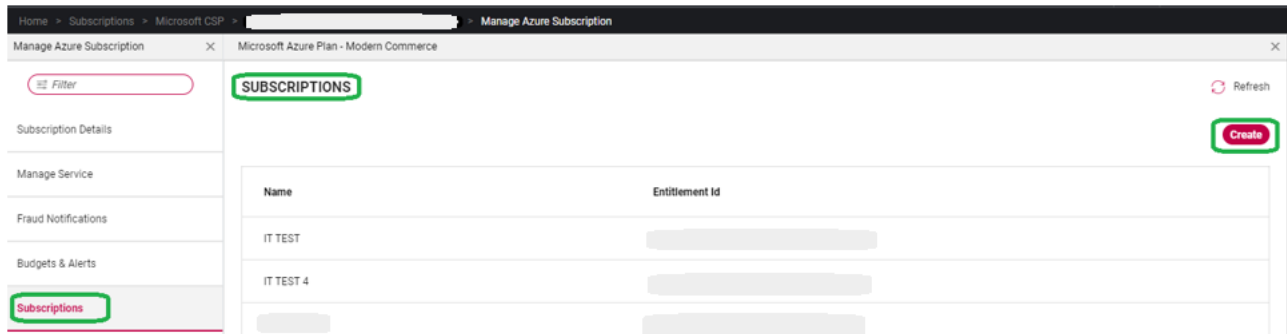 Home > Subscriptions > Microsoft CSP > > Manage Azure Subscription
Manage Azure Subscription ×
Microsoft Azure Plan - Modern Commerce ×
Filter
SUBSCRIPTIONS
Refresh
Subscription Details
Create
Manage Service
Name Entitlement Id
Fraud Notifications
IT TEST
Budgets & Alerts
IT TEST 4
Subscriptions